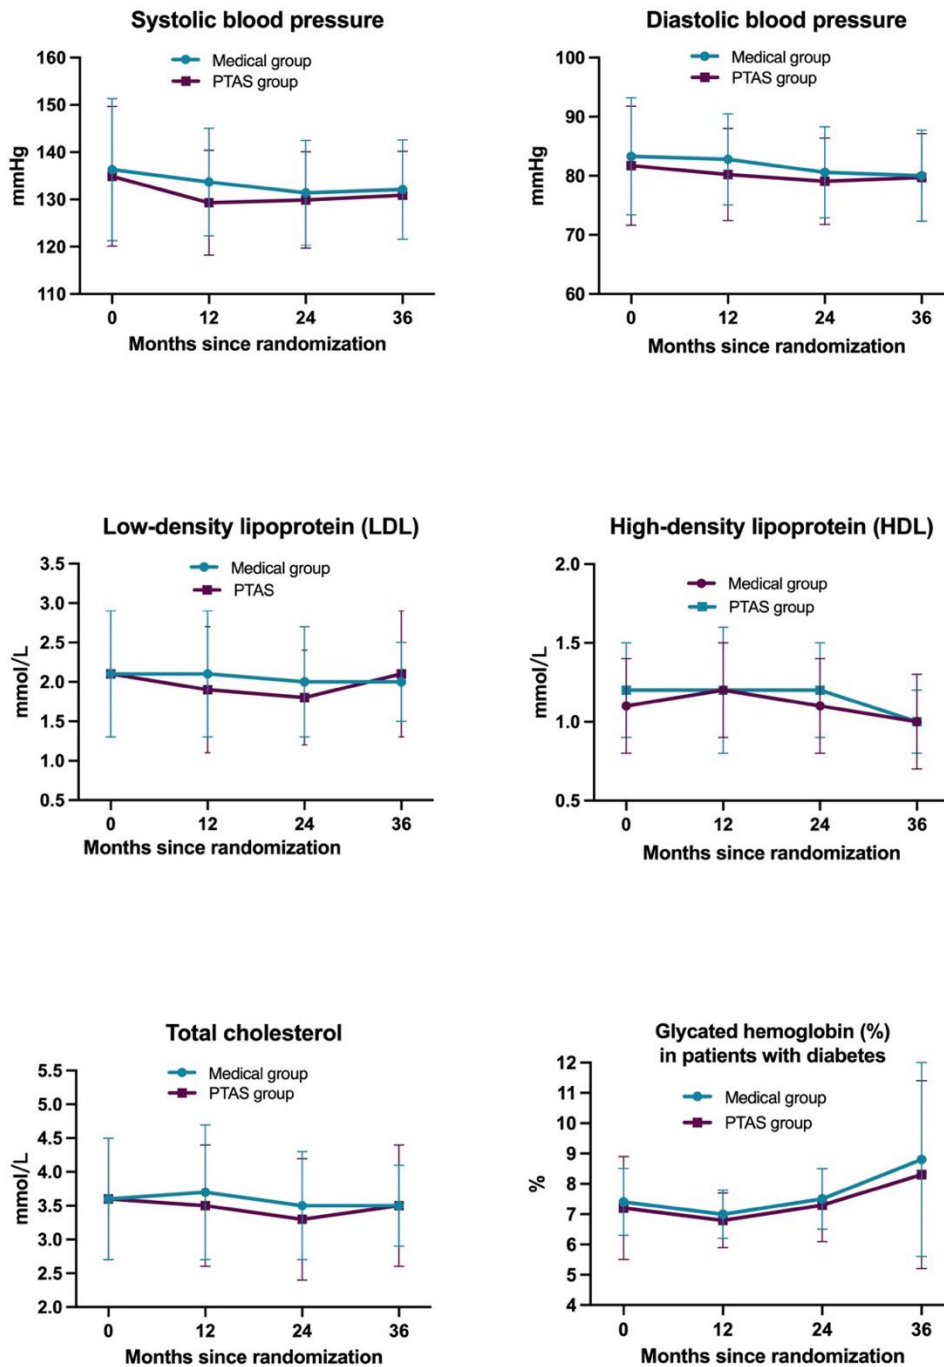 Systolic blood pressure
Medical group
PTAS group
mmHg
160
150
140
130
120
110
0 12 24 36
Months since randomization
Diastolic blood pressure
Medical group
PTAS group
mmHg
100
90
80
70
60
0 12 24 36
Months since randomization
Low-density lipoprotein (LDL)
Medical group
PTAS
mmol/L
3.5
3.0
2.5
2.0
1.5
1.0
0.5
0 12 24 36
Months since randomization
High-density lipoprotein (HDL)
Medical group
PTAS group
mmol/L
2.0
1.5
1.0
0.5
0 12 24 36
Months since randomization
Total cholesterol
Medical group
PTAS group
mmol/L
5.5
5.0
4.5
4.0
3.5
3.0
2.5
2.0
0 12 24 36
Months since randomization
Glycated hemoglobin (%)
in patients with diabetes
Medical group
PTAS group
%
12
11
10
9
8
7
6
5
4
0 12 24 36
Months since randomization